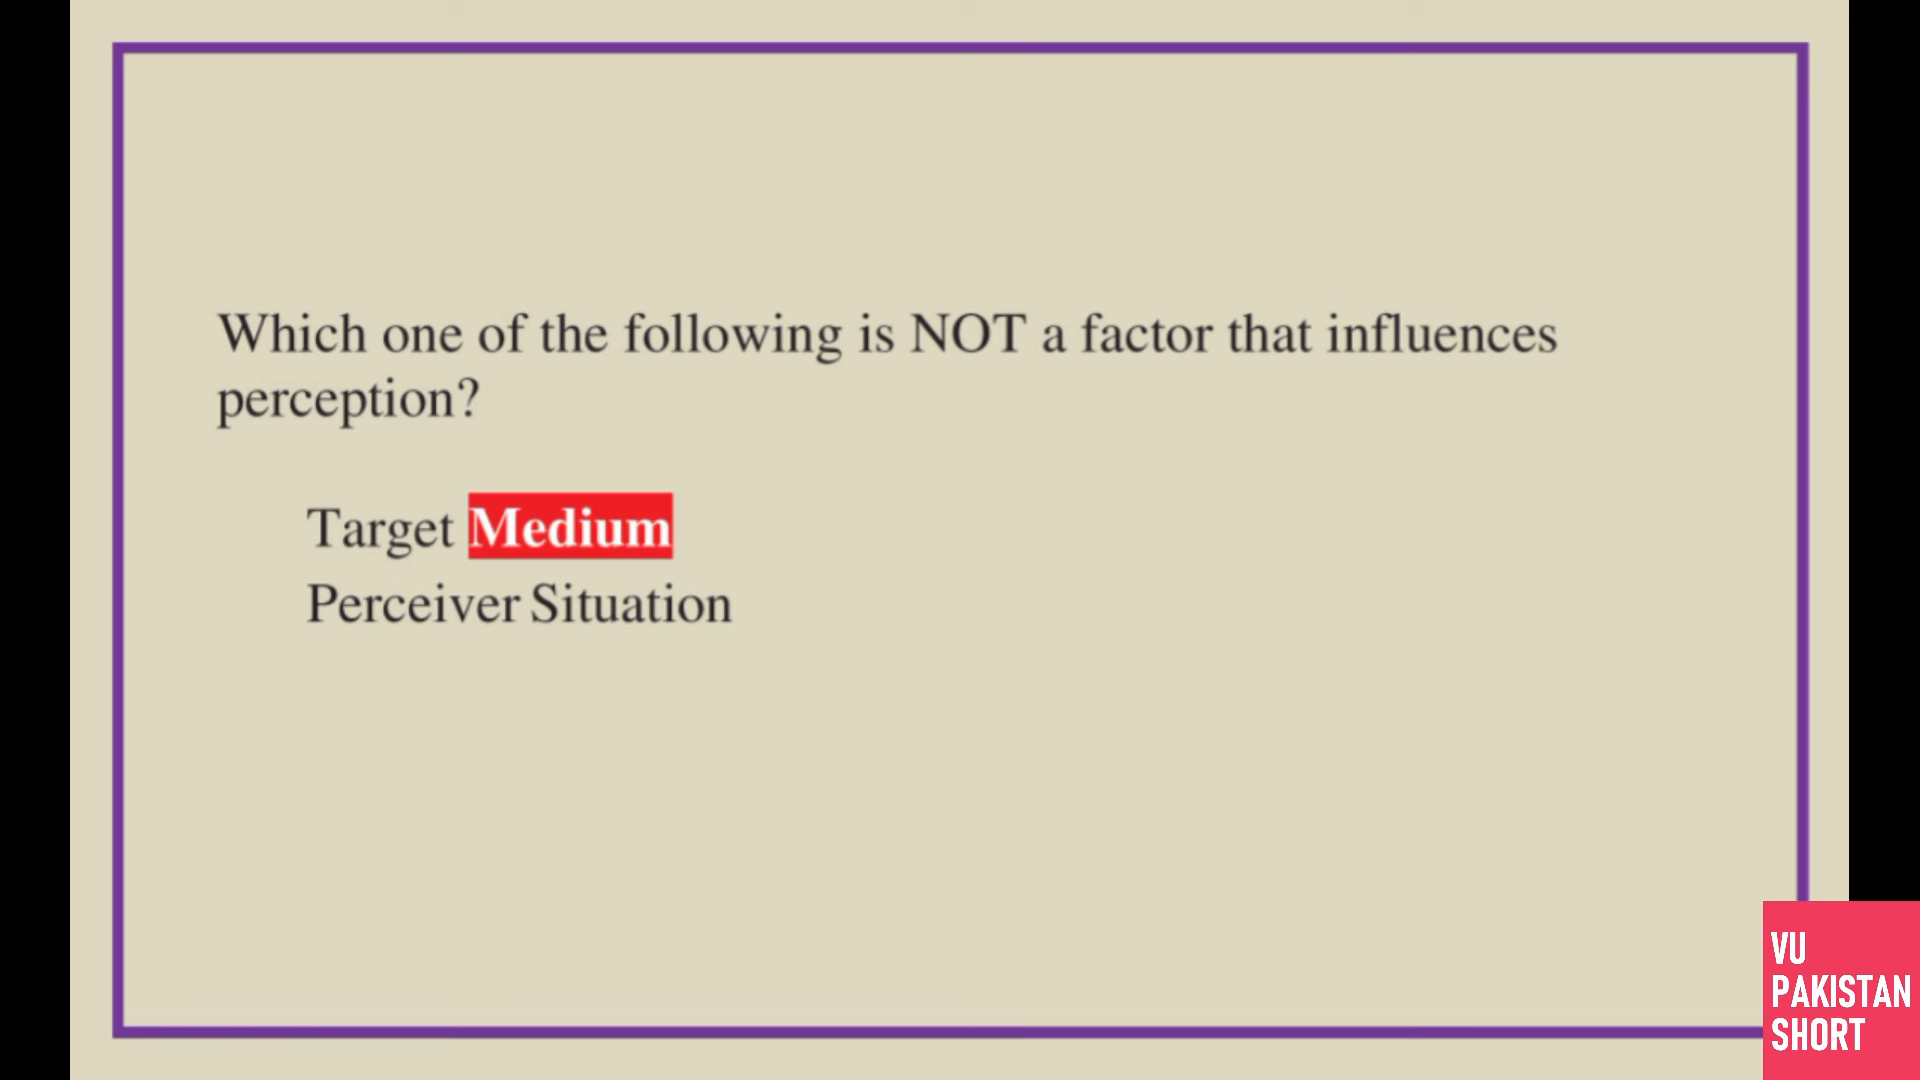 Which one of the following is NOT a factor that influences
perception?
Target Medium
Perceiver Situation
VU
PAKISTAN
SHORT